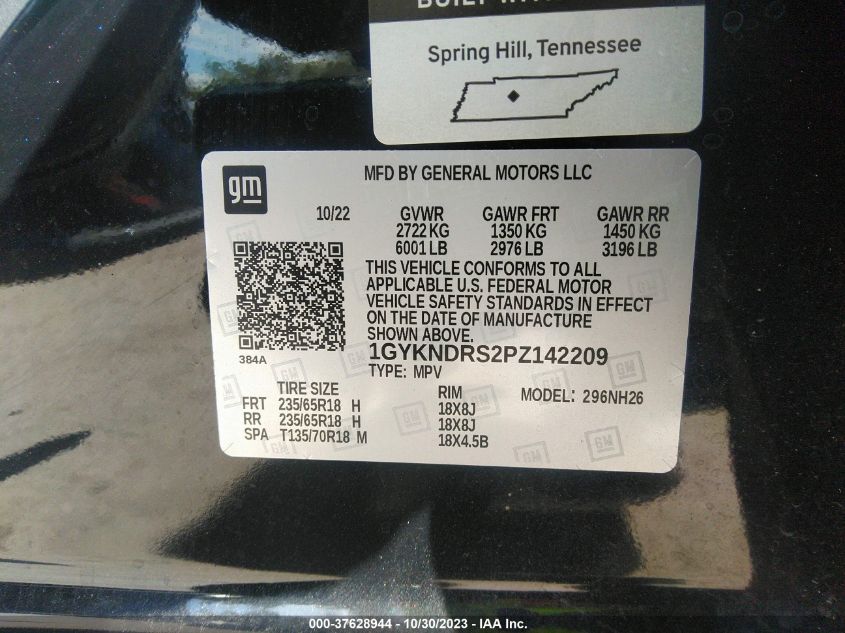 BUILT WITH
Spring Hill, Tennessee
gm
MFD BY GENERAL MOTORS LLC
10/22 GVWR GAWR FRT GAWR RR
2722 KG 1350 KG 1450 KG
6001 LB 2976 LB 3196 LB
THIS VEHICLE CONFORMS TO ALL
APPLICABLE U.S. FEDERAL MOTOR
VEHICLE SAFETY STANDARDS IN EFFECT
ON THE DATE OF MANUFACTURE
SHOWN ABOVE.
384A
1GYKNDRS2PZ142209
TYPE: MPV
TIRE SIZE RIM MODEL: 296NH26
FRT 235/65R18 H 18X8J
RR 235/65R18 H 18X8J
SPA T135/70R18 M 18X4.5B
000-37628944 - 10/30/2023 - IAA Inc.